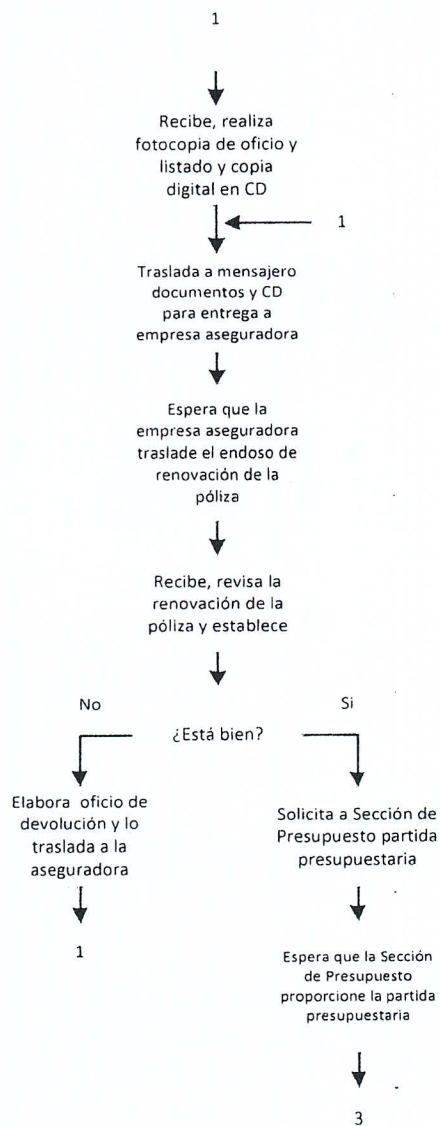 1
Recibe, realiza
fotocopia de oficio y
listado y copia
digital en CD
1
Traslada a mensajero
documentos y CD
para entrega a
empresa aseguradora
Espera que la
empresa aseguradora
traslade el endoso de
renovación de la
póliza
Recibe, revisa la
renovación de la
póliza y establece
No
Si
¿Está bien?
Elabora oficio de
devolución y lo
traslada a la
aseguradora
1
Solicita a Sección de
Presupuesto partida
presupuestaria
Espera que la Sección
de Presupuesto
proporcione la partida
presupuestaria
3